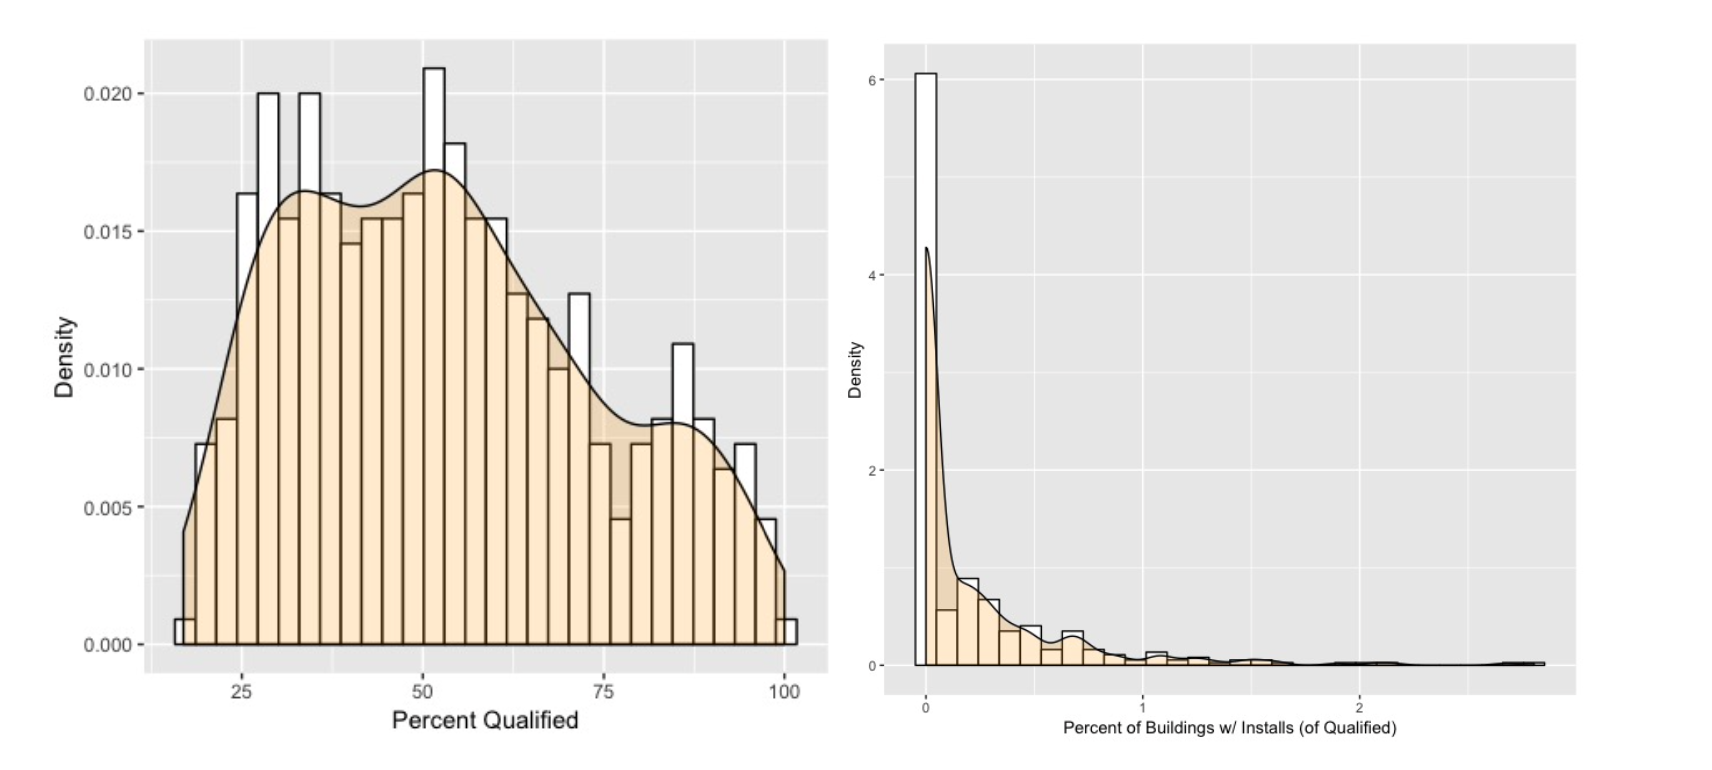 0.020
0.015
0.010
0.005
0.000
Density
25 50 75 100
Percent Qualified
6
4
2
0
Density
0 1 2
Percent of Buildings w/ Installs (of Qualified)